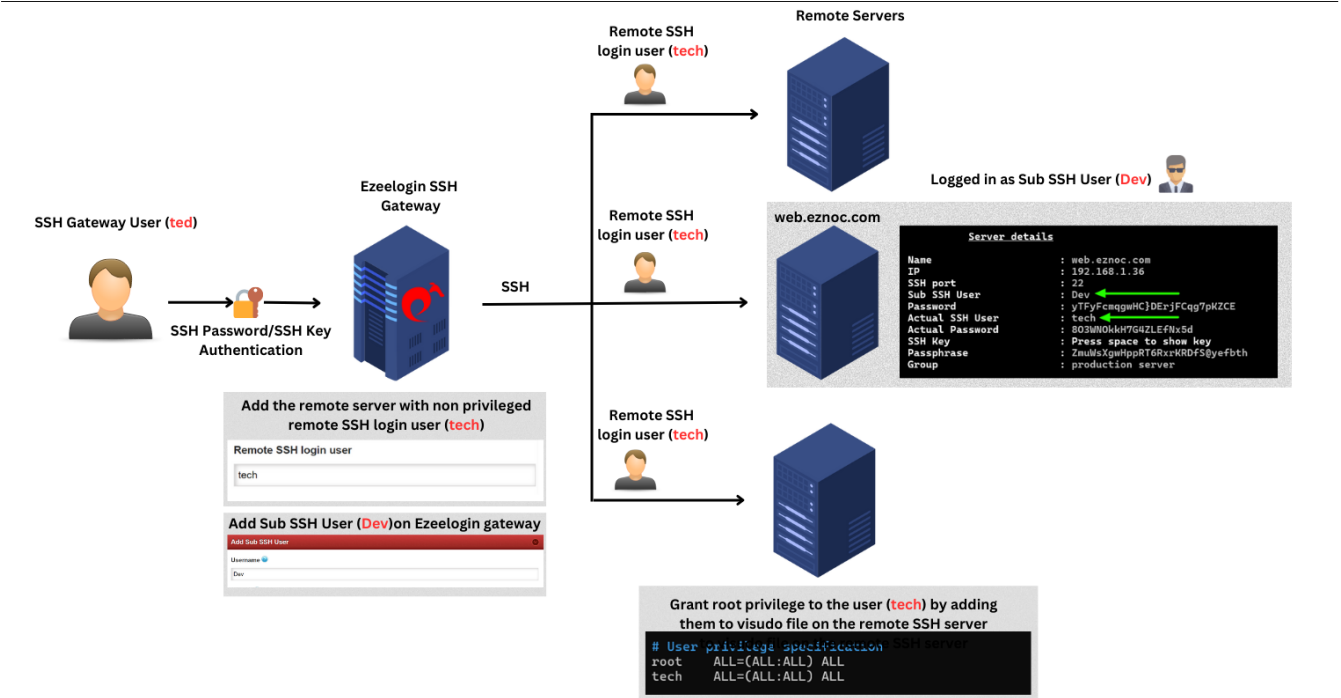 Remote Servers
Remote SSH
login user (tech)
Logged in as Sub SSH User (Dev)
Ezeelogin SSH
Gateway
SSH Gateway User (ted)
Remote SSH
login user (tech)
web.eznoc.com
Server details
Name : web.eznoc.com
IP : 192.168.1.36
SSH port : 22
Sub SSH User : Dev
Password : yTFyFcmqgwHC}DErjFCqg7pKZCE
Actual SSH User : tech
Actual Password : 8O3WNOkkH7G4ZLEfNx5d
SSH Key : Press space to show key
Passphrase : ZmuWsXgwHppRT6RxrKRDfS@yefbth
Group : production server
SSH
SSH Password/SSH Key
Authentication
Add the remote server with non privileged
remote SSH login user (tech)
Remote SSH login user
tech
Remote SSH
login user (tech)
Add Sub SSH User (Dev)on Ezeelogin gateway
Add Sub SSH User
Username
Dev
Grant root privilege to the user (tech) by adding
them to visudo file on the remote SSH server
# User privilege specification
root ALL=(ALL:ALL) ALL
tech ALL=(ALL:ALL) ALL